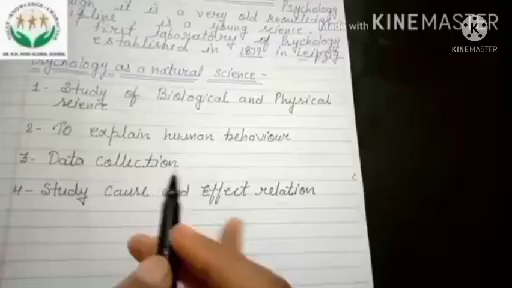 Psychology
it is a very old knowledge
is a young science.
first laboratory of Psychology
established in 1879 in Leipzig
Psychology as a natural science:-
1- Study of Biological and Physical
science
2- To explain human behaviour
3- Data collection
4- Study cause and Effect relation
MADE WITH
KINEMASTER
KINEMASTER